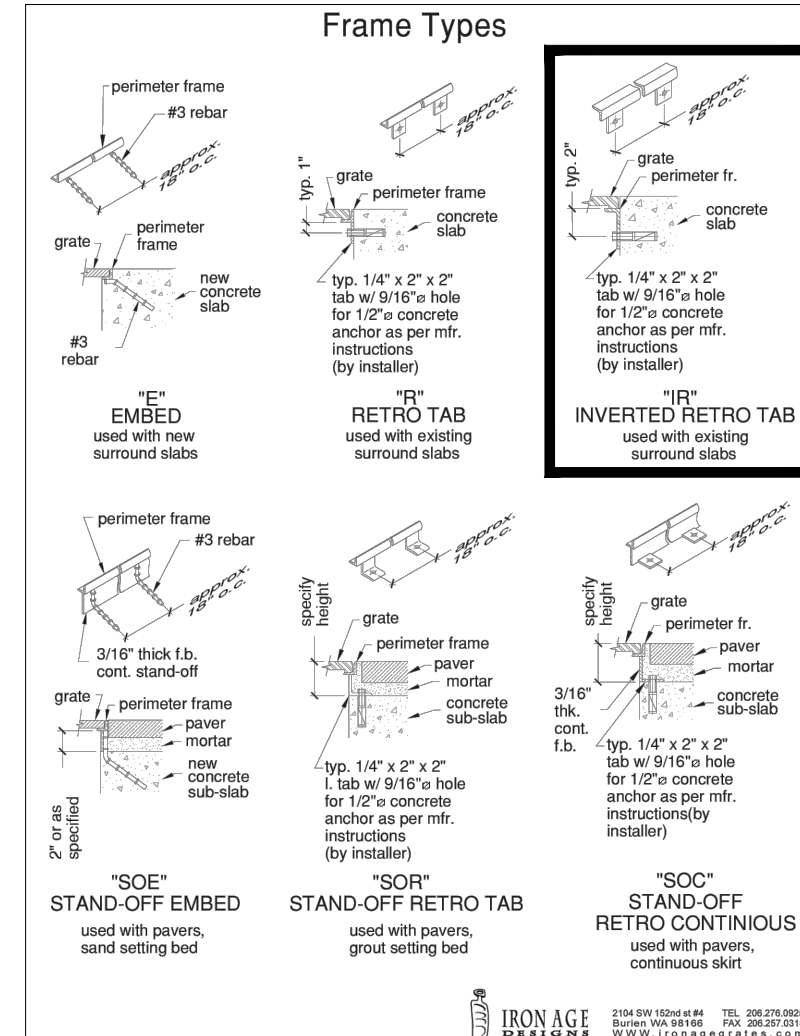 Frame Types
perimeter frame
#3 rebar
approx.
18" o.c.
grate
perimeter
frame
new
concrete
slab
#3
rebar
"E"
EMBED
used with new
surround slabs
approx.
18" o.c.
typ. 1"
grate
perimeter frame
concrete
slab
typ. 1/4" x 2" x 2"
tab w/ 9/16"⌀ hole
for 1/2"⌀ concrete
anchor as per mfr.
instructions
(by installer)
"R"
RETRO TAB
used with existing
surround slabs
approx.
18" o.c.
typ. 2"
grate
perimeter fr.
concrete
slab
typ. 1/4" x 2" x 2"
tab w/ 9/16"⌀ hole
for 1/2"⌀ concrete
anchor as per mfr.
instructions
(by installer)
"IR"
INVERTED RETRO TAB
used with existing
surround slabs
perimeter frame
#3 rebar
approx.
18" o.c.
3/16" thick f.b.
cont. stand-off
grate
perimeter frame
paver
mortar
new
concrete
sub-slab
2" or as
specified
"SOE"
STAND-OFF EMBED
used with pavers,
sand setting bed
approx.
18" o.c.
specify
height
grate
perimeter frame
paver
mortar
concrete
sub-slab
typ. 1/4" x 2" x 2"
l. tab w/ 9/16"⌀ hole
for 1/2"⌀ concrete
anchor as per mfr.
instructions
(by installer)
"SOR"
STAND-OFF RETRO TAB
used with pavers,
grout setting bed
approx.
18" o.c.
specify
height
grate
perimeter fr.
paver
mortar
concrete
sub-slab
3/16"
thk.
cont.
f.b.
typ. 1/4" x 2" x 2"
tab w/ 9/16"⌀ hole
for 1/2"⌀ concrete
anchor as per mfr.
instructions(by
installer)
"SOC"
STAND-OFF
RETRO CONTINIOUS
used with pavers,
continuous skirt
IRON AGE
DESIGNS
2104 SW 152nd st #4 TEL 206.276.092
Burien WA 98166 FAX 206.257.031
WWW.ironagegrates.com